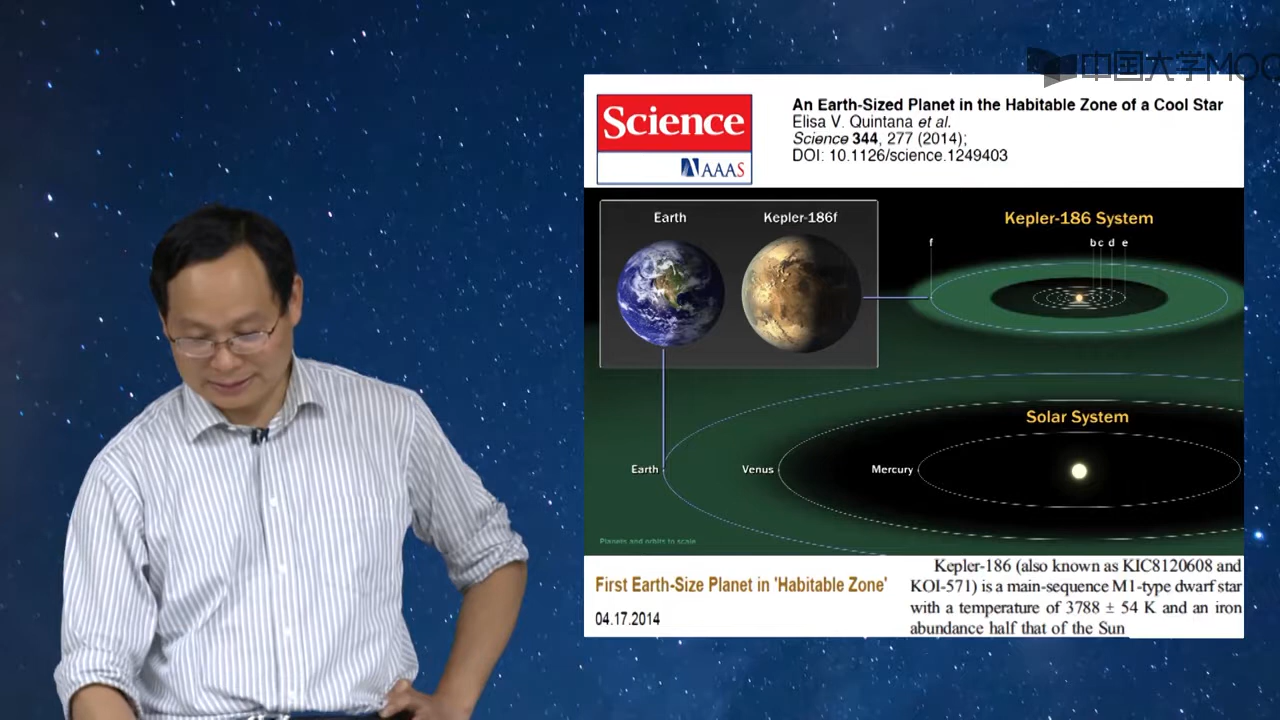 中国大学MOO
Science
AAAS
An Earth-Sized Planet in the Habitable Zone of a Cool Star
Elisa V. Quintana et al.
Science 344, 277 (2014);
DOI: 10.1126/science.1249403
Earth
Kepler-186f
Kepler-186 System
f
b c d e
Solar System
Earth
Venus
Mercury
Planets and orbits to scale
First Earth-Size Planet in 'Habitable Zone'
04.17.2014
Kepler-186 (also known as KIC8120608 and
KOI-571) is a main-sequence M1-type dwarf star
with a temperature of 3788 ± 54 K and an iron
abundance half that of the Sun